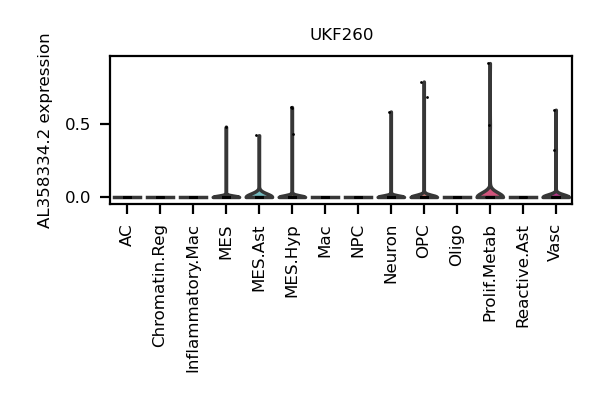 UKF260
AL358334.2 expression
0.5
0.0
AC
Chromatin.Reg
Inflammatory.Mac
MES
MES.Ast
MES.Hyp
Mac
NPC
Neuron
OPC
Oligo
Prolif.Metab
Reactive.Ast
Vasc